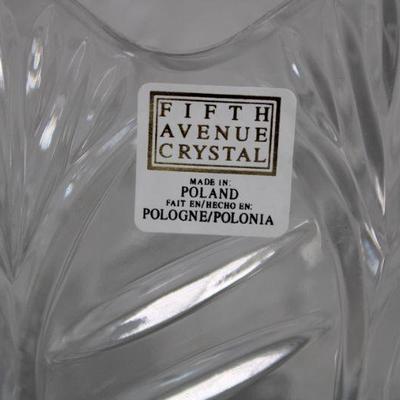 FIFTH
AVENUE
CRYSTAL
MADE IN:
POLAND
FAIT EN/HECHO EN:
POLOGNE/POLONIA